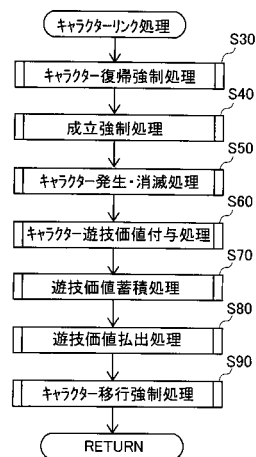 キャラクターリンク処理
S30
キャラクター復帰強制処理
S40
成立強制処理
S50
キャラクター発生・消滅処理
S60
キャラクター遊技価値付与処理
S70
遊技価値蓄積処理
S80
遊技価値払出処理
S90
キャラクター移行強制処理
RETURN